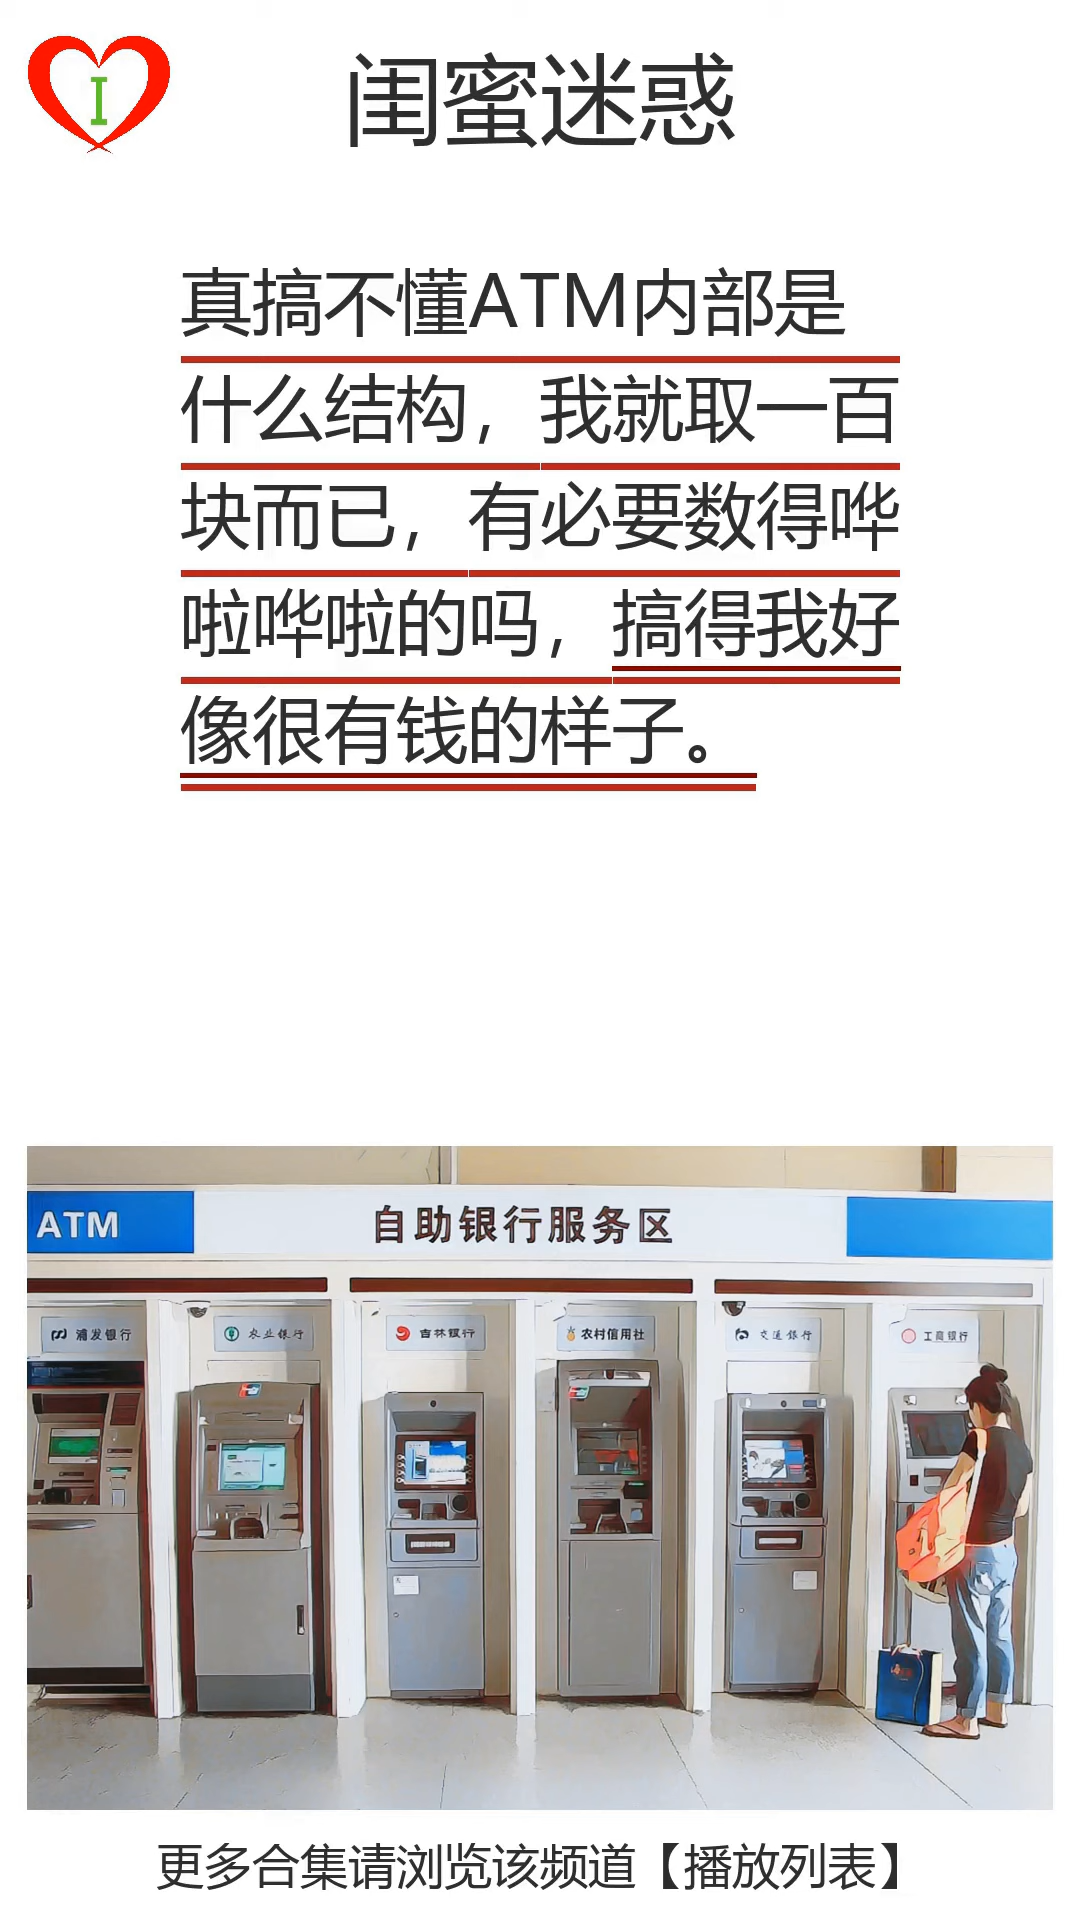 I
闺蜜迷惑
真搞不懂ATM内部是
什么结构，我就取一百
块而已，有必要数得哗
啦哗啦的吗，搞得我好
像很有钱的样子。
ATM
自助银行服务区
浦发银行
农业银行
吉林银行
农村信用社
交通银行
工商银行
更多合集请浏览该频道【播放列表】